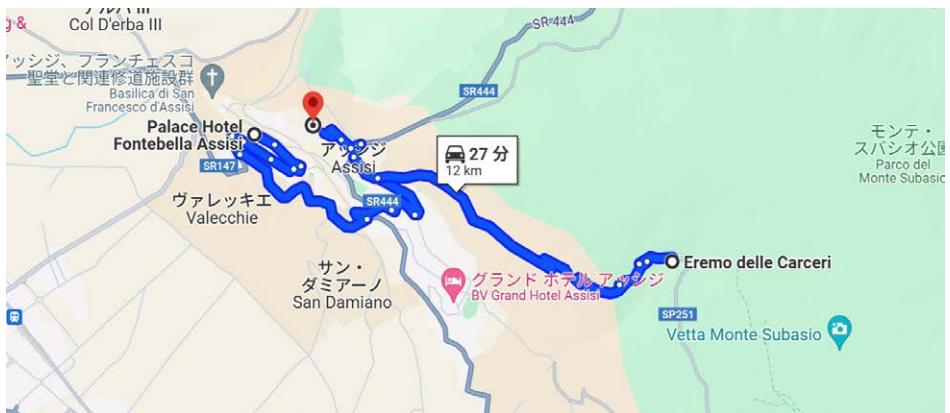 Col D'erba III
SR 444
アッシジ、フランチェスコ
聖堂と関連修道施設群
Basilica di San
Francesco d'Assisi
SR444
Palace Hotel
Fontebella Assisi
アッシジ
Assisi
27 分
12 km
モンテ・
スバシオ公園
Parco del
Monte Subasio
SR147
ヴァレッキエ
Valecchie
SR444
サン・
ダミアーノ
San Damiano
グランド ホテル アッシジ
BV Grand Hotel Assisi
Eremo delle Carceri
SP251
Vetta Monte Subasio